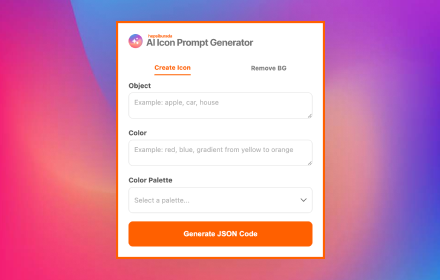 AI Icon Prompt Generator
Create Icon
Remove BG
Object
Example: apple, car, house
Color
Example: red, blue, gradient from yellow to orange
Color Palette
Select a palette...
Generate JSON Code